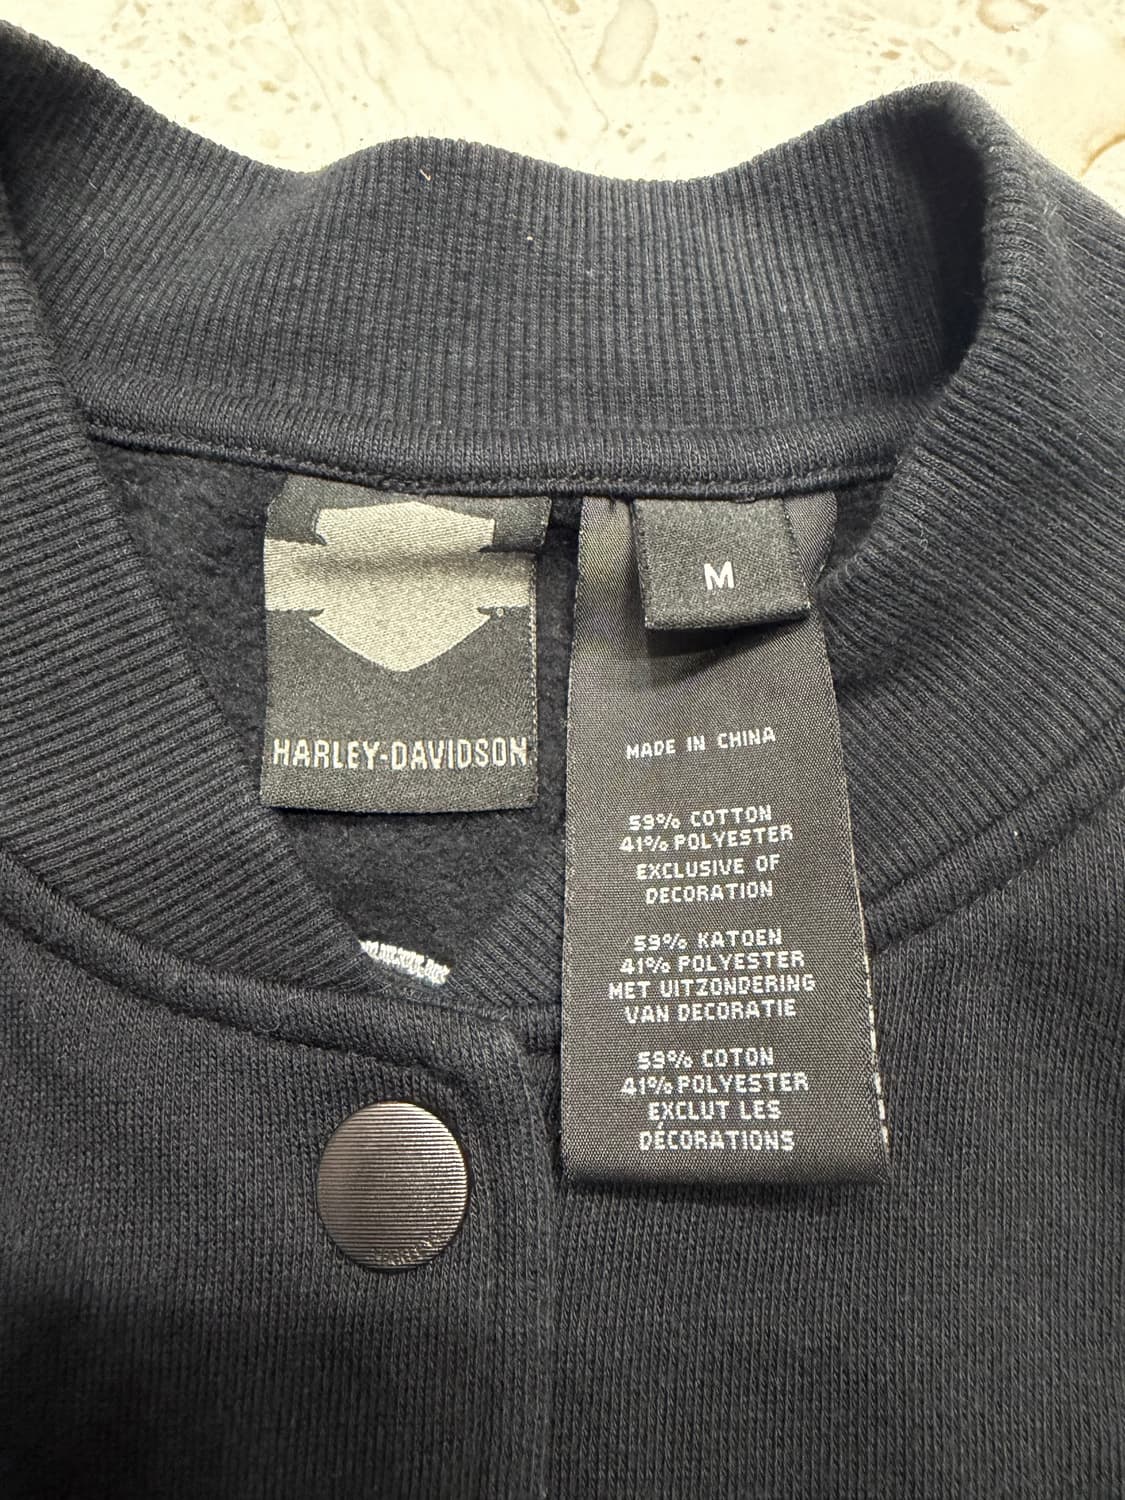 HARLEY-DAVIDSON
M
MADE IN CHINA
59% COTTON
41% POLYESTER
EXCLUSIVE OF
DECORATION
59% KATOEN
41% POLYESTER
MET UITZONDERING
VAN DECORATIE
59% COTON
41% POLYESTER
EXCLUT LES
DÉCORATIONS